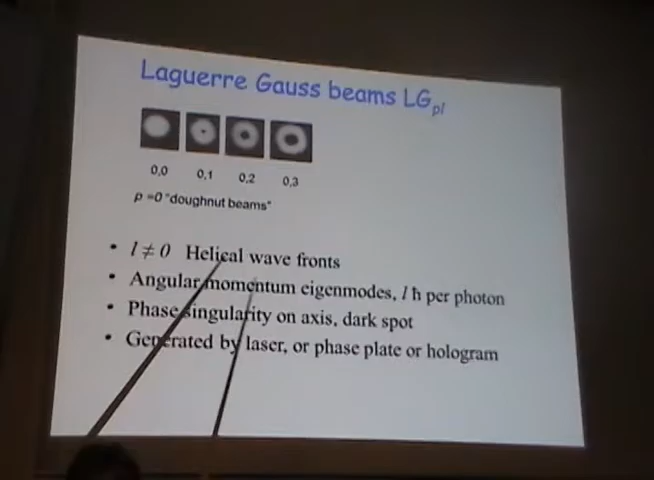 Laguerre Gauss beams LGpl
0,0 0,1 0,2 0,3
p =0 "doughnut beams"
• l ≠ 0 Helical wave fronts
• Angular momentum eigenmodes, l ħ per photon
• Phase singularity on axis, dark spot
• Generated by laser, or phase plate or hologram